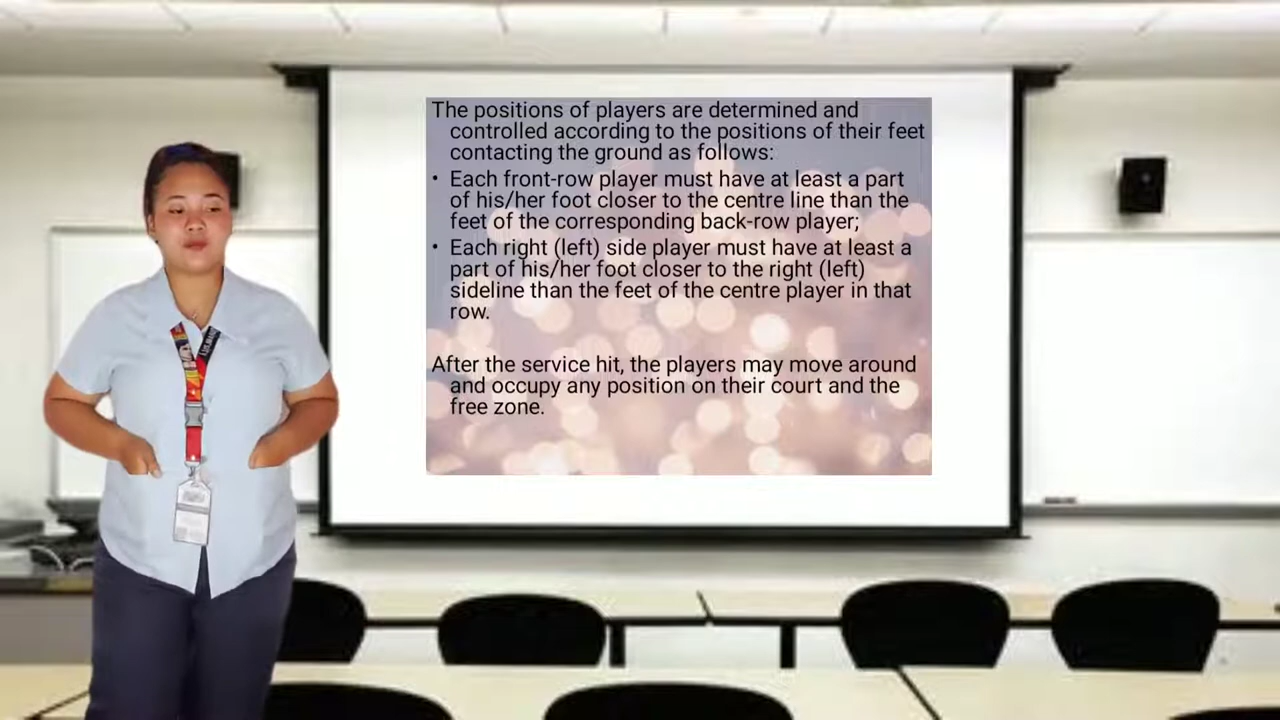 The positions of players are determined and
controlled according to the positions of their feet
contacting the ground as follows:
• Each front-row player must have at least a part
of his/her foot closer to the centre line than the
feet of the corresponding back-row player;
• Each right (left) side player must have at least a
part of his/her foot closer to the right (left)
sideline than the feet of the centre player in that
row.
After the service hit, the players may move around
and occupy any position on their court and the
free zone.